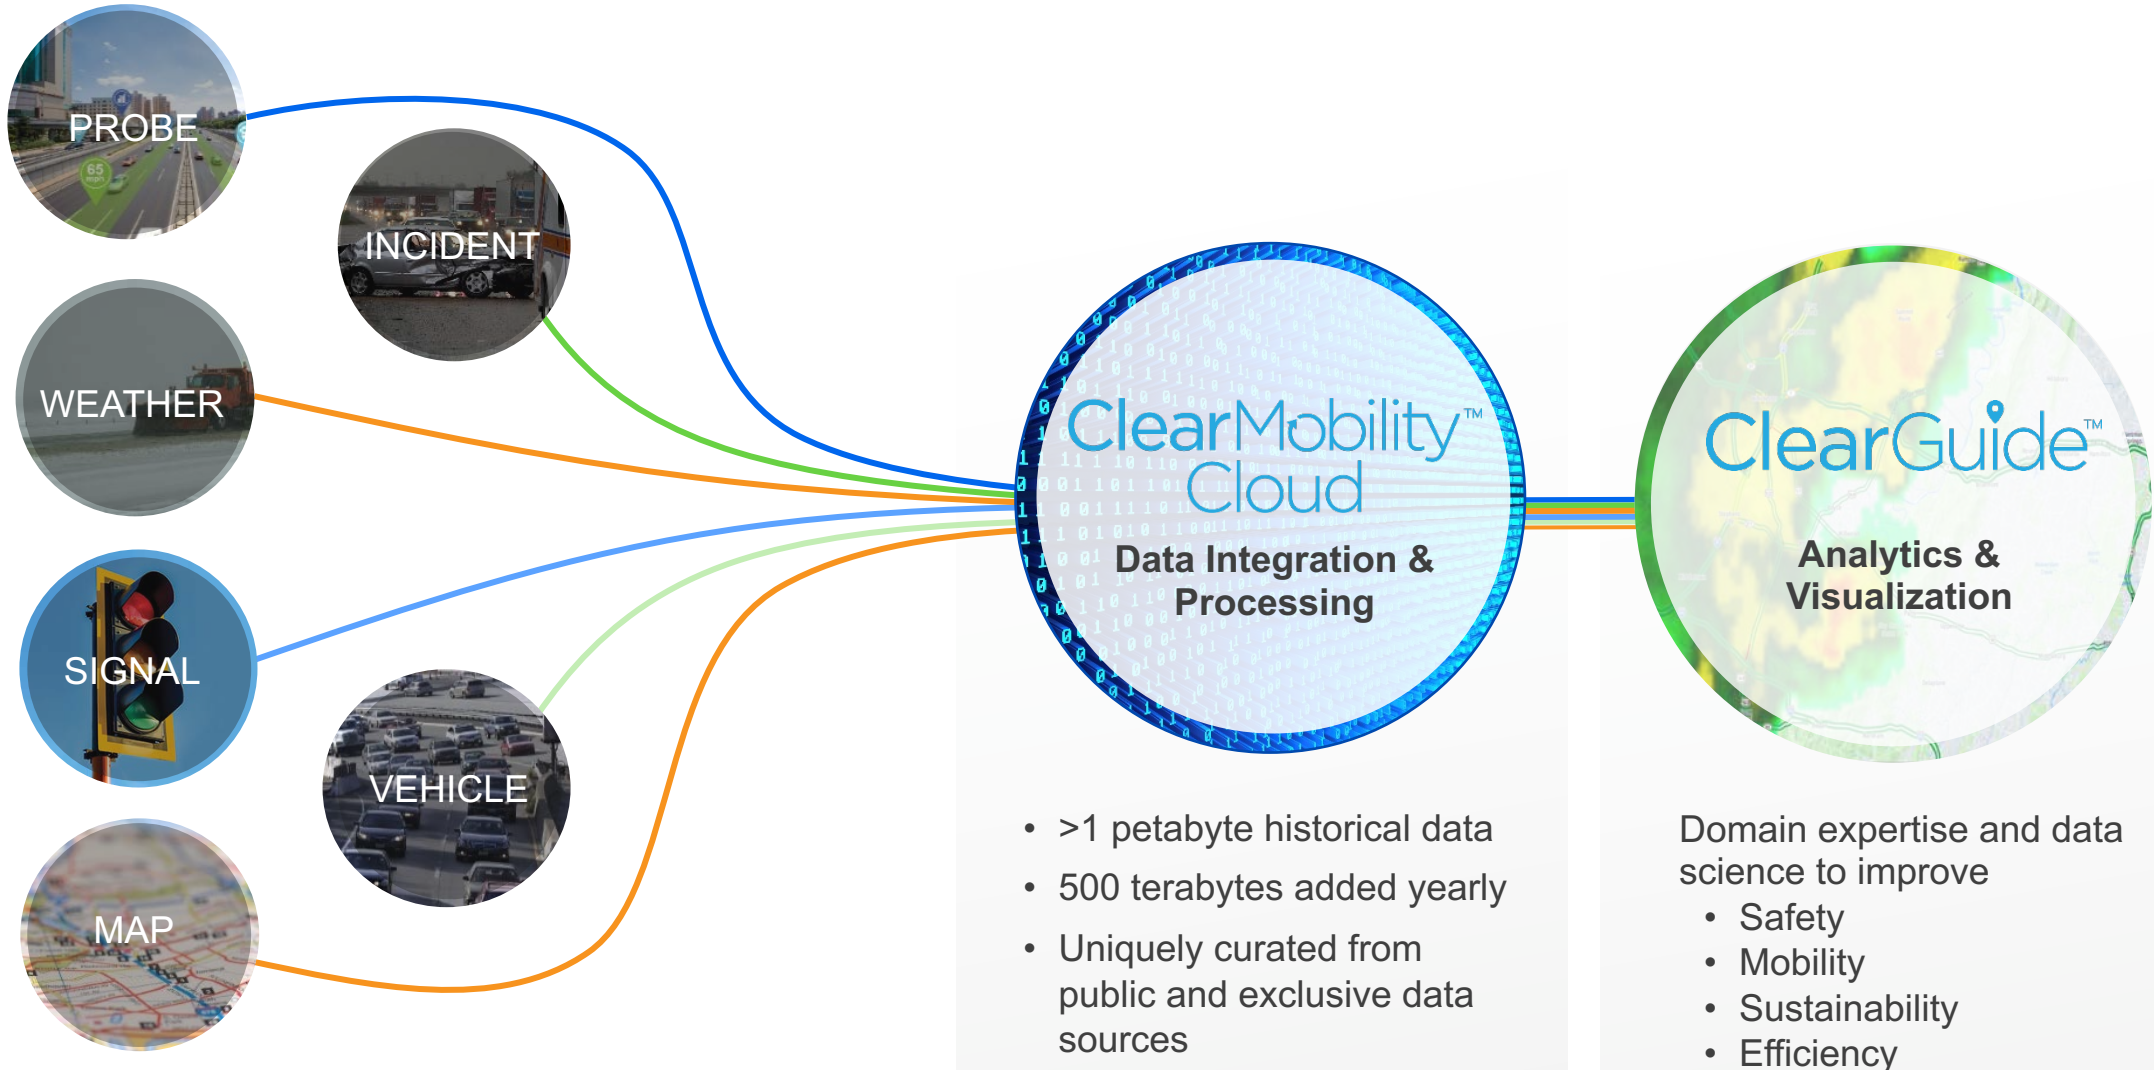 PROBE
65
mph
INCIDENT
WEATHER
SIGNAL
VEHICLE
MAP
ClearMobility™
Cloud
Data Integration &
Processing
• >1 petabyte historical data
• 500 terabytes added yearly
• Uniquely curated from
public and exclusive data
sources
ClearGuide™
Analytics &
Visualization
Domain expertise and data
science to improve
• Safety
• Mobility
• Sustainability
• Efficiency